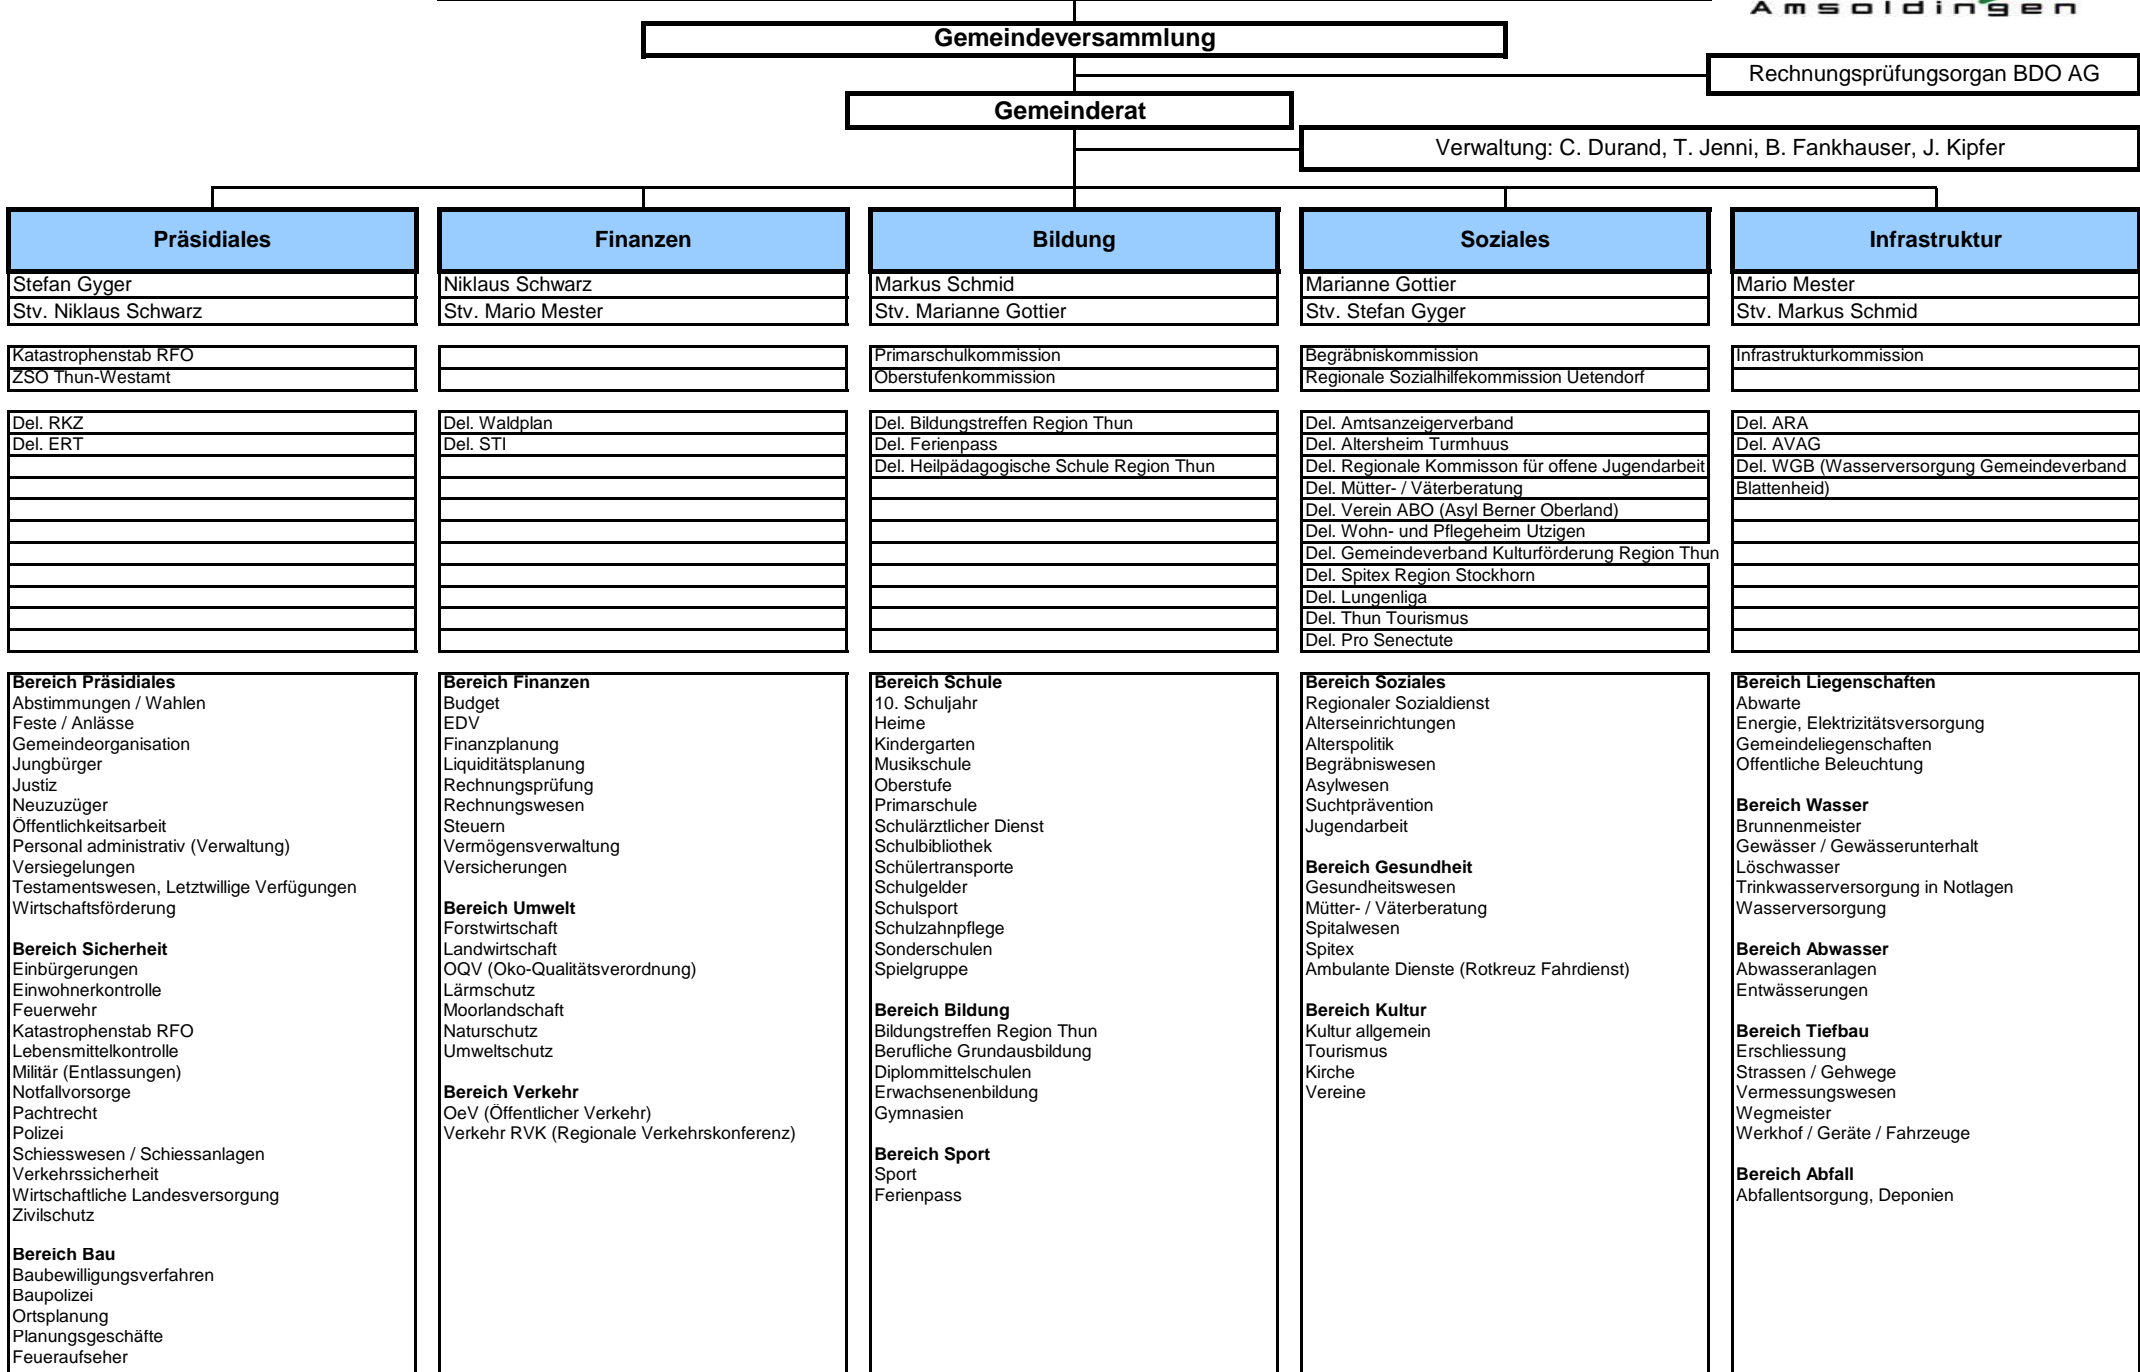 Amsoldingen
Gemeindeversammlung
Rechnungsprüfungsorgan BDO AG
Gemeinderat
Verwaltung: C. Durand, T. Jenni, B. Fankhauser, J. Kipfer
Präsidiales
Stefan Gyger
Stv. Niklaus Schwarz
Katastrophenstab RFO
ZSO Thun-Westamt
Del. RKZ
Del. ERT
Bereich Präsidiales
Abstimmungen / Wahlen
Feste / Anlässe
Gemeindeorganisation
Jungbürger
Justiz
Neuzuzüger
Öffentlichkeitsarbeit
Personal administrativ (Verwaltung)
Versiegelungen
Testamentswesen, Letztwillige Verfügungen
Wirtschaftsförderung
Bereich Sicherheit
Einbürgerungen
Einwohnerkontrolle
Feuerwehr
Katastrophenstab RFO
Lebensmittelkontrolle
Militär (Entlassungen)
Notfallvorsorge
Pachtrecht
Polizei
Schiesswesen / Schiessanlagen
Verkehrssicherheit
Wirtschaftliche Landesversorgung
Zivilschutz
Bereich Bau
Baubewilligungsverfahren
Baupolizei
Ortsplanung
Planungsgeschäfte
Feueraufseher
Finanzen
Niklaus Schwarz
Stv. Mario Mester
Del. Waldplan
Del. STI
Bereich Finanzen
Budget
EDV
Finanzplanung
Liquiditätsplanung
Rechnungsprüfung
Rechnungswesen
Steuern
Vermögensverwaltung
Versicherungen
Bereich Umwelt
Forstwirtschaft
Landwirtschaft
OQV (Oko-Qualitätsverordnung)
Lärmschutz
Moorlandschaft
Naturschutz
Umweltschutz
Bereich Verkehr
OeV (Öffentlicher Verkehr)
Verkehr RVK (Regionale Verkehrskonferenz)
Bildung
Markus Schmid
Stv. Marianne Gottier
Primarschulkommission
Oberstufenkommission
Del. Bildungstreffen Region Thun
Del. Ferienpass
Del. Heilpädagogische Schule Region Thun
Bereich Schule
10. Schuljahr
Heime
Kindergarten
Musikschule
Oberstufe
Primarschule
Schulärztlicher Dienst
Schulbibliothek
Schülertransporte
Schulgelder
Schulsport
Schulzahnpflege
Sonderschulen
Spielgruppe
Bereich Bildung
Bildungstreffen Region Thun
Berufliche Grundausbildung
Diplommittelschulen
Erwachsenenbildung
Gymnasien
Bereich Sport
Sport
Ferienpass
Soziales
Marianne Gottier
Stv. Stefan Gyger
Begräbniskommission
Regionale Sozialhilfekommission Uetendorf
Del. Amtsanzeigerverband
Del. Altersheim Turmhuus
Del. Regionale Kommisson für offene Jugendarbeit
Del. Mütter- / Väterberatung
Del. Verein ABO (Asyl Berner Oberland)
Del. Wohn- und Pflegeheim Utzigen
Del. Gemeindeverband Kulturförderung Region Thun
Del. Spitex Region Stockhorn
Del. Lungenliga
Del. Thun Tourismus
Del. Pro Senectute
Bereich Soziales
Regionaler Sozialdienst
Alterseinrichtungen
Alterspolitik
Begräbniswesen
Asylwesen
Suchtprävention
Jugendarbeit
Bereich Gesundheit
Gesundheitswesen
Mütter- / Väterberatung
Spitalwesen
Spitex
Ambulante Dienste (Rotkreuz Fahrdienst)
Bereich Kultur
Kultur allgemein
Tourismus
Kirche
Vereine
Infrastruktur
Mario Mester
Stv. Markus Schmid
Infrastrukturkommission
Del. ARA
Del. AVAG
Del. WGB (Wasserversorgung Gemeindeverband
Blattenheid)
Bereich Liegenschaften
Abwarte
Energie, Elektrizitätsversorgung
Gemeindeliegenschaften
Offentliche Beleuchtung
Bereich Wasser
Brunnenmeister
Gewässer / Gewässerunterhalt
Löschwasser
Trinkwasserversorgung in Notlagen
Wasserversorgung
Bereich Abwasser
Abwasseranlagen
Entwässerungen
Bereich Tiefbau
Erschliessung
Strassen / Gehwege
Vermessungswesen
Wegmeister
Werkhof / Geräte / Fahrzeuge
Bereich Abfall
Abfallentsorgung, Deponien